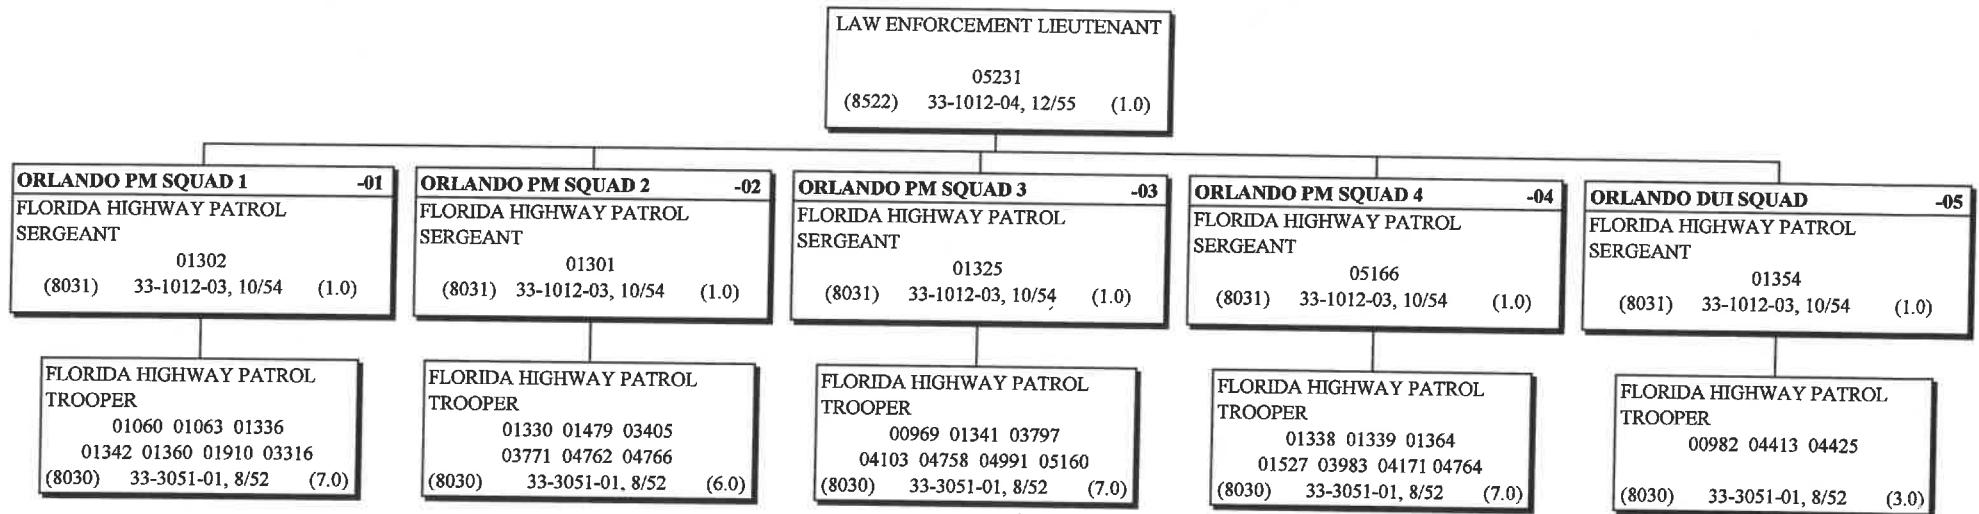 LAW ENFORCEMENT LIEUTENANT
05231
(8522) 33-1012-04, 12/55 (1.0)
ORLANDO PM SQUAD 1 -01
FLORIDA HIGHWAY PATROL
SERGEANT
01302
(8031) 33-1012-03, 10/54 (1.0)
FLORIDA HIGHWAY PATROL
TROOPER
01060 01063 01336
01342 01360 01910 03316
(8030) 33-3051-01, 8/52 (7.0)
ORLANDO PM SQUAD 2 -02
FLORIDA HIGHWAY PATROL
SERGEANT
01301
(8031) 33-1012-03, 10/54 (1.0)
FLORIDA HIGHWAY PATROL
TROOPER
01330 01479 03405
03771 04762 04766
(8030) 33-3051-01, 8/52 (6.0)
ORLANDO PM SQUAD 3 -03
FLORIDA HIGHWAY PATROL
SERGEANT
01325
(8031) 33-1012-03, 10/54 (1.0)
FLORIDA HIGHWAY PATROL
TROOPER
00969 01341 03797
04103 04758 04991 05160
(8030) 33-3051-01, 8/52 (7.0)
ORLANDO PM SQUAD 4 -04
FLORIDA HIGHWAY PATROL
SERGEANT
05166
(8031) 33-1012-03, 10/54 (1.0)
FLORIDA HIGHWAY PATROL
TROOPER
01338 01339 01364
01527 03983 04171 04764
(8030) 33-3051-01, 8/52 (7.0)
ORLANDO DUI SQUAD -05
FLORIDA HIGHWAY PATROL
SERGEANT
01354
(8031) 33-1012-03, 10/54 (1.0)
FLORIDA HIGHWAY PATROL
TROOPER
00982 04413 04425
(8030) 33-3051-01, 8/52 (3.0)